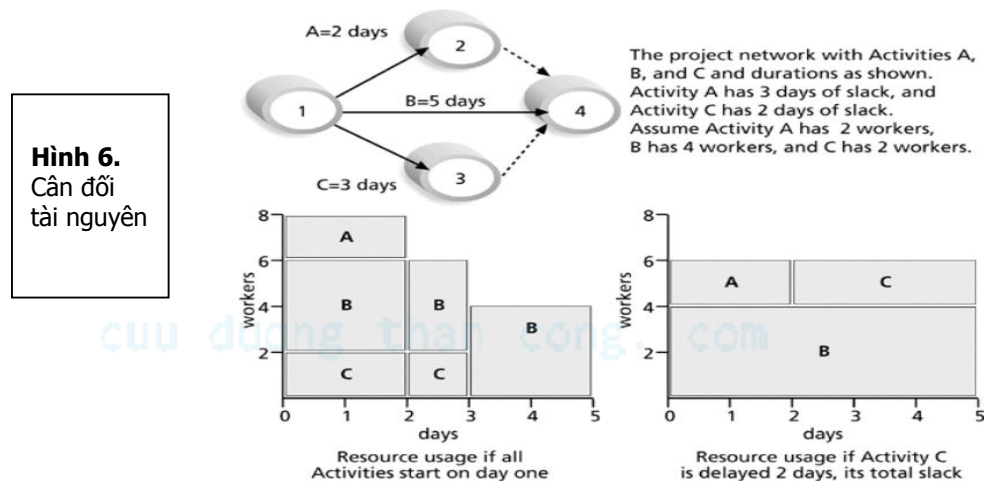 Hình 6.
Cân đối
tài nguyên
A=2 days
2
1
B=5 days
4
C=3 days
3
The project network with Activities A,
B, and C and durations as shown.
Activity A has 3 days of slack, and
Activity C has 2 days of slack.
Assume Activity A has 2 workers,
B has 4 workers, and C has 2 workers.
8
6
4
2
workers
A
B
B
B
C
C
0
1
2
3
4
5
days
Resource usage if all
Activities start on day one
8
6
4
2
workers
A
C
B
0
1
2
3
4
5
days
Resource usage if Activity C
is delayed 2 days, its total slack
cuu duong than cong. com